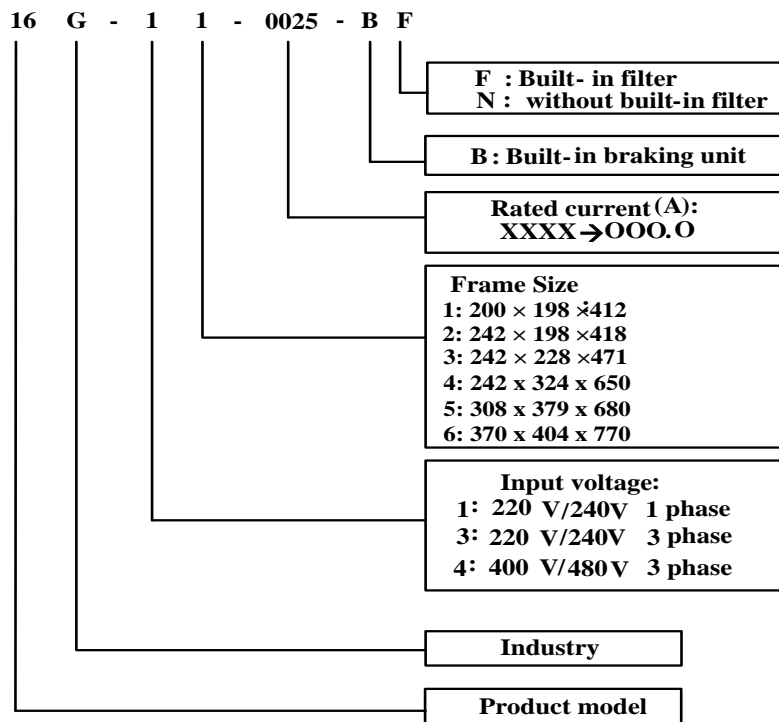 16 G - 1 1 - 0025 - B F
F : Built- in filter
N : without built-in filter
B : Built- in braking unit
Rated current (A):
XXXX → OOO.O
Frame Size
1: 200 × 198 ×412
2: 242 × 198 ×418
3: 242 × 228 ×471
4: 242 x 324 x 650
5: 308 x 379 x 680
6: 370 x 404 x 770
Input voltage:
1: 220 V/240V 1 phase
3: 220 V/240V 3 phase
4: 400 V/480V 3 phase
Industry
Product model